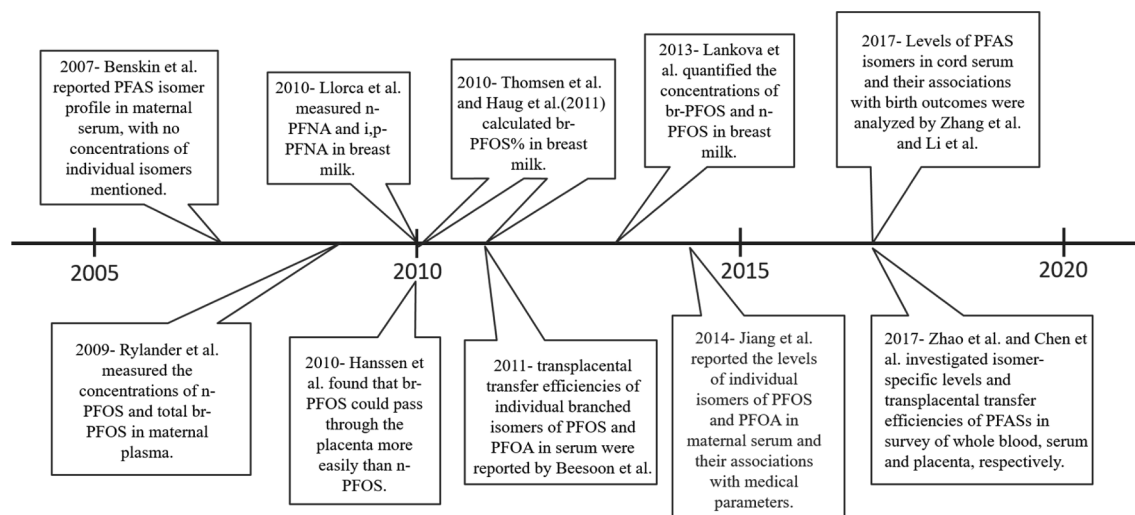 2007- Benskin et al.
reported PFAS isomer
profile in maternal
serum, with no
concentrations of
individual isomers
mentioned.
2010- Llorca et al.
measured n-
PFNA and i,p-
PFNA in breast
milk.
2010- Thomsen et al.
and Haug et al.(2011)
calculated br-
PFOS% in breast
milk.
2013- Lankova et
al. quantified the
concentrations of
br-PFOS and n-
PFOS in breast
milk.
2017- Levels of PFAS
isomers in cord serum
and their associations
with birth outcomes were
analyzed by Zhang et al.
and Li et al.
2005
2010
2015
2020
2009- Rylander et al.
measured the
concentrations of n-
PFOS and total br-
PFOS in maternal
plasma.
2010- Hanssen et
al. found that br-
PFOS could pass
through the
placenta more
easily than n-
PFOS.
2011- transplacental
transfer efficiencies of
individual branched
isomers of PFOS and
PFOA in serum were
reported by Beesoon et al.
2014- Jiang et al.
reported the levels
of individual
isomers of PFOS
and PFOA in
maternal serum and
their associations
with medical
parameters.
2017- Zhao et al. and Chen et
al. investigated isomer-
specific levels and
transplacental transfer
efficiencies of PFASs in
survey of whole blood, serum
and placenta, respectively.